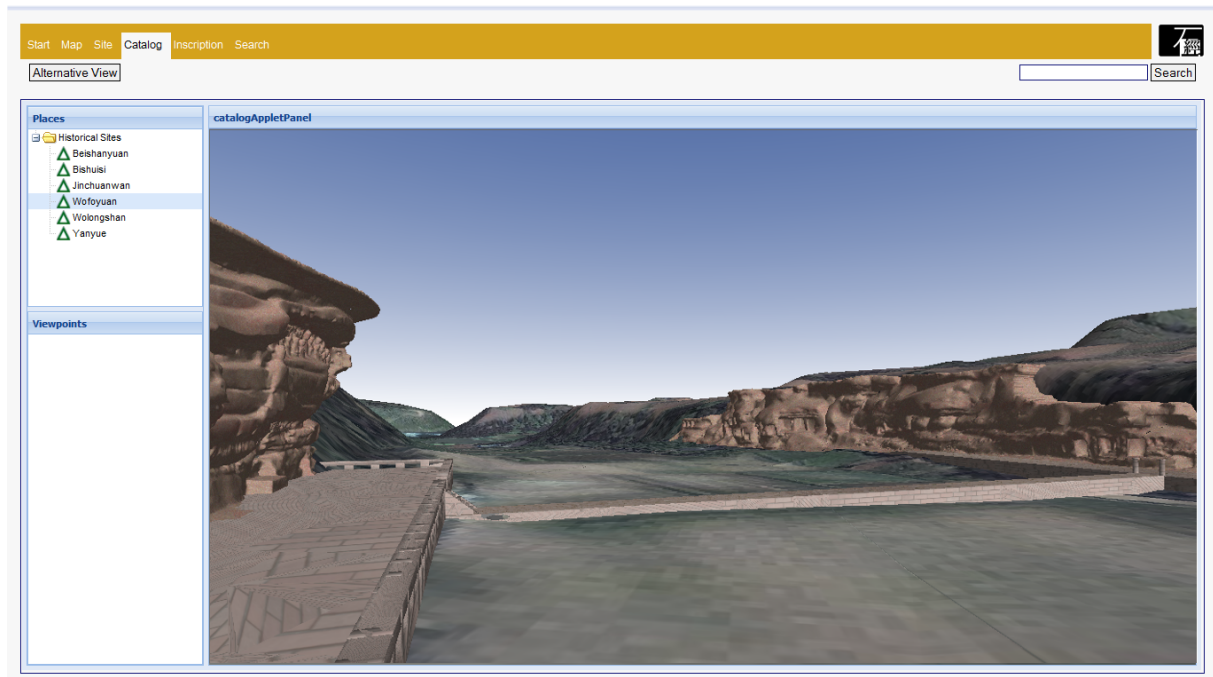 Start Map Site Catalog Inscription Search
Alternative View
Search
Places
Historical Sites
Beishanyuan
Bishuisi
Jinchuanwan
Wofoyuan
Wolongshan
Yanyue
Viewpoints
catalogAppletPanel